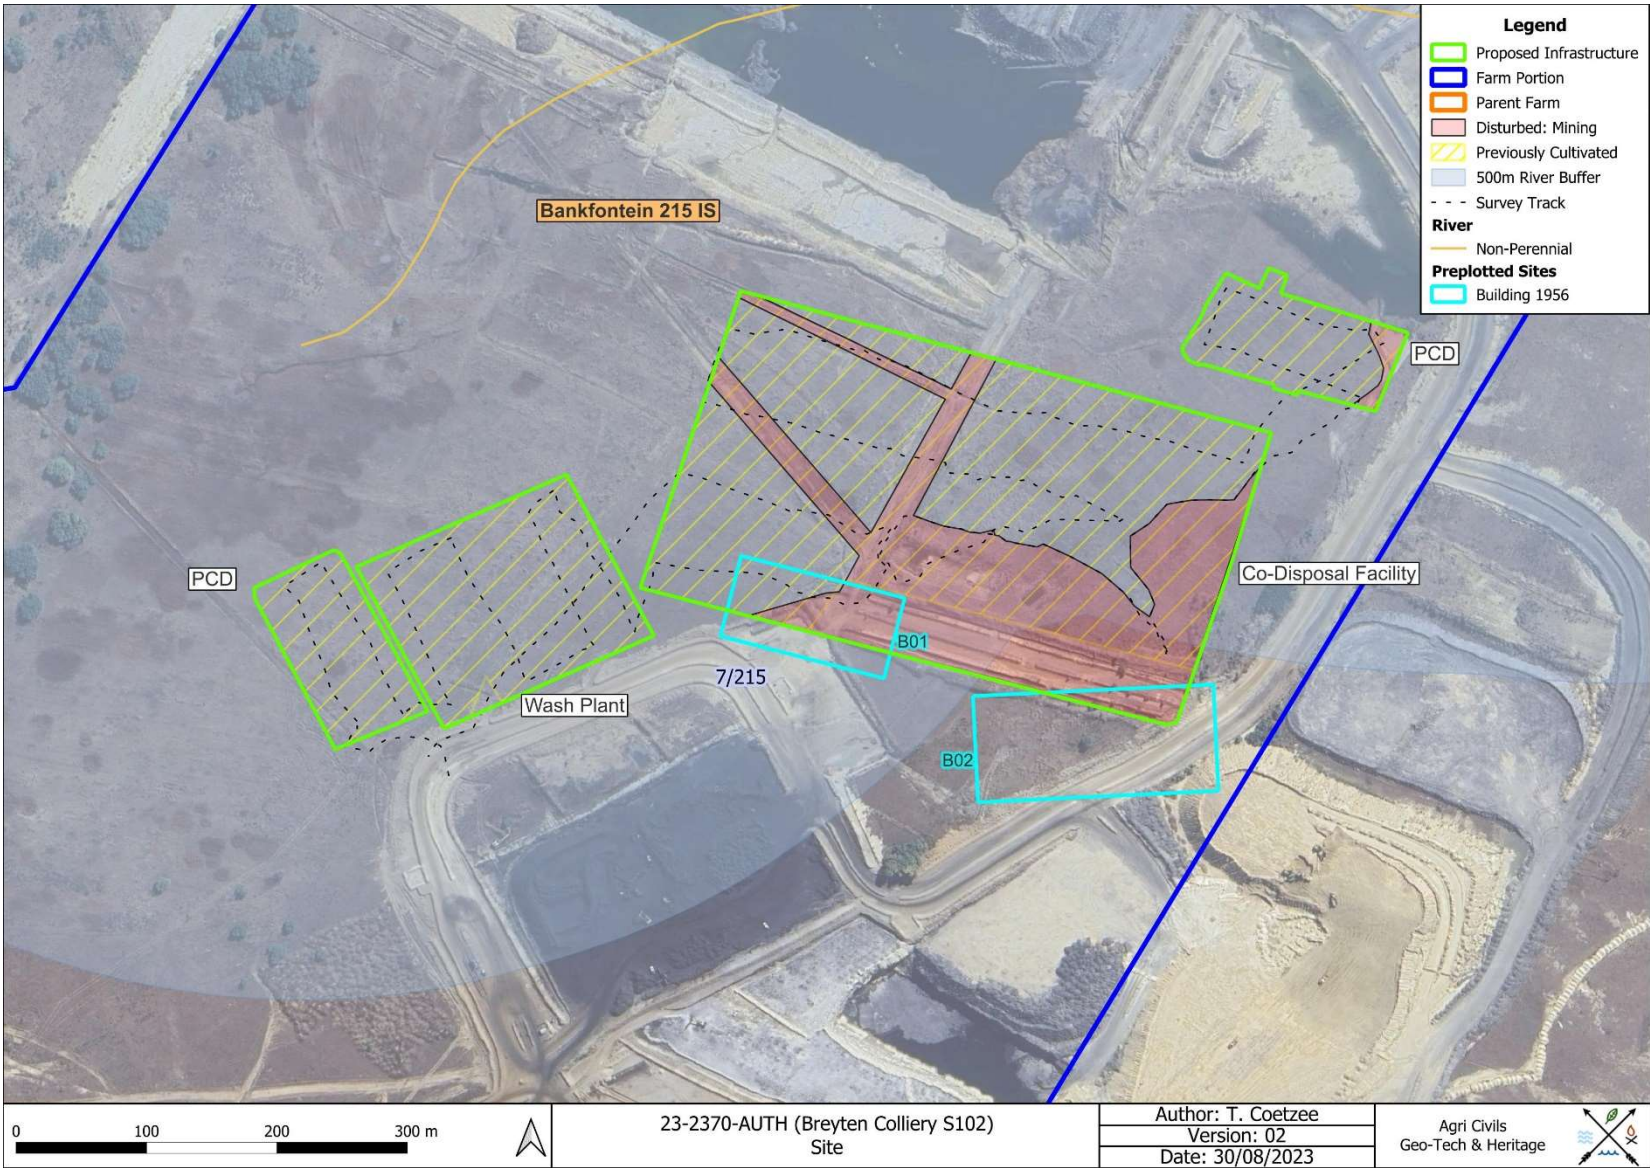 Legend
Proposed Infrastructure
Farm Portion
Parent Farm
Disturbed: Mining
Previously Cultivated
500m River Buffer
Survey Track
River
Non-Perennial
Preplotted Sites
Building 1956
Bankfontein 215 IS
PCD
PCD
Co-Disposal Facility
B01
7/215
Wash Plant
B02
0 100 200 300 m
23-2370-AUTH (Breyten Colliery S102)
Site
Author: T. Coetzee
Version: 02
Date: 30/08/2023
Agri Civils
Geo-Tech & Heritage